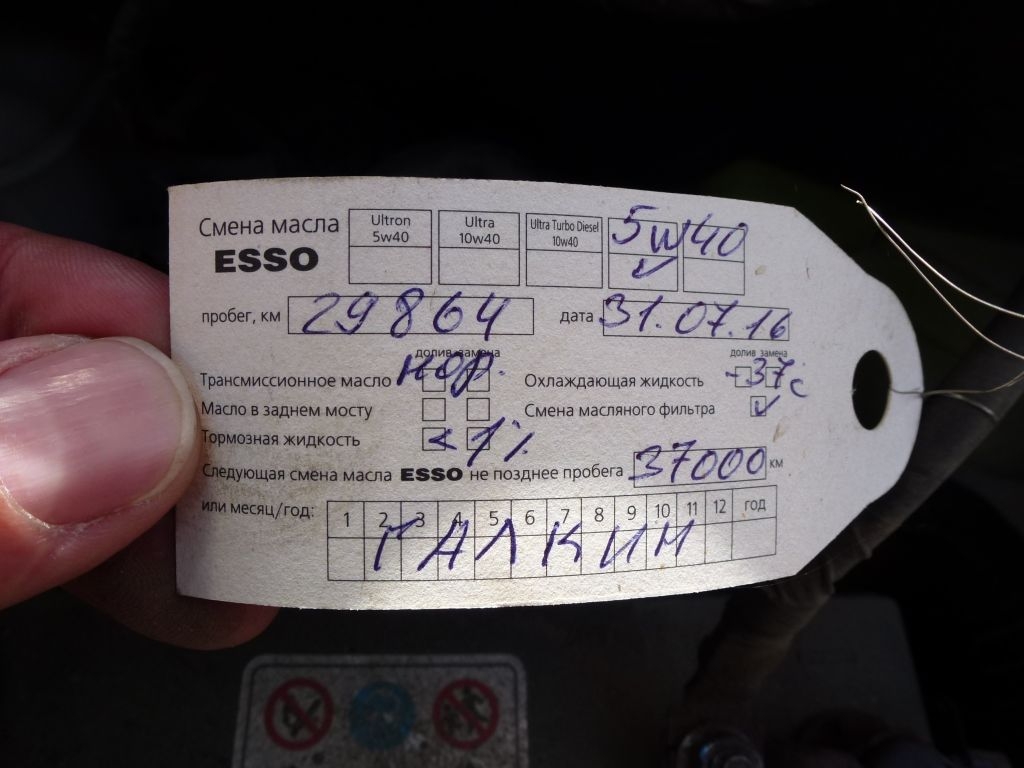 Смена масла Ultron 5w40 Ultra 10w40 Ultra Turbo Diesel 10w40 5w40
ESSO ✓
пробег, км 29864 дата 31.07.16
долив замена долив замена
Трансмиссионное масло нор. Охлаждающая жидкость -37°c
Масло в заднем мосту Смена масляного фильтра ✓
Тормозная жидкость <1%
Следующая смена масла ESSO не позднее пробега 37000 км
или месяц/год: 1 2 3 4 5 6 7 8 9 10 11 12 год
ГАЛКИН